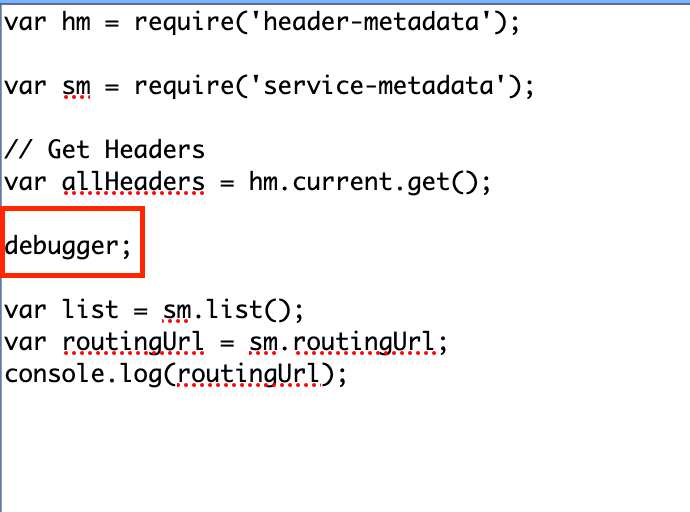 var hm = require('header-metadata');
var sm = require('service-metadata');
// Get Headers
var allHeaders = hm.current.get();
debugger;
var list = sm.list();
var routingUrl = sm.routingUrl;
console.log(routingUrl);